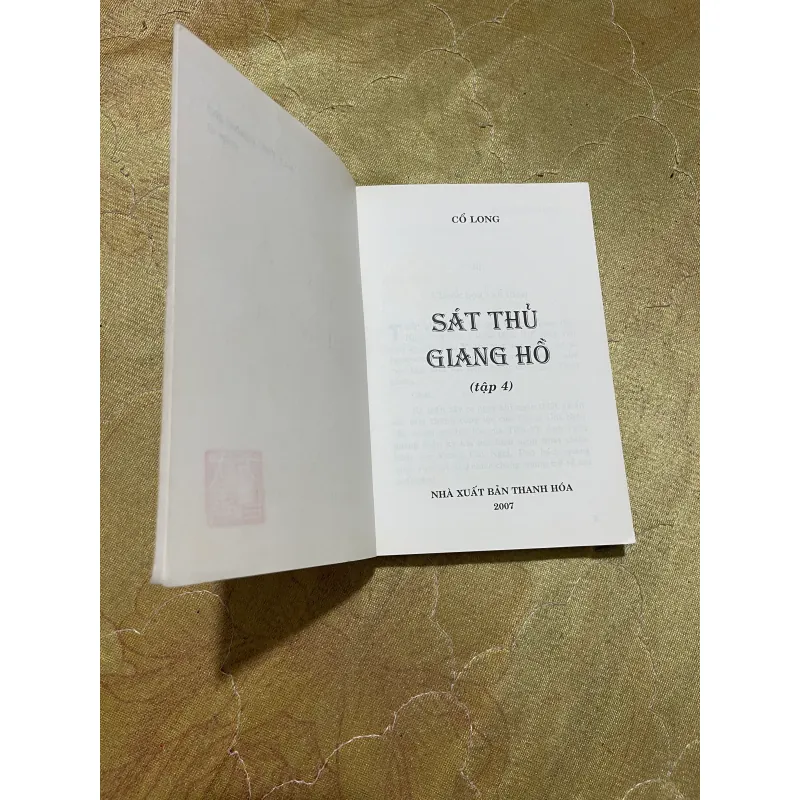 CỔ LONG
SÁT THỦ
GIANG HỒ
(tập 4)
NHÀ XUẤT BẢN THANH HÓA
2007